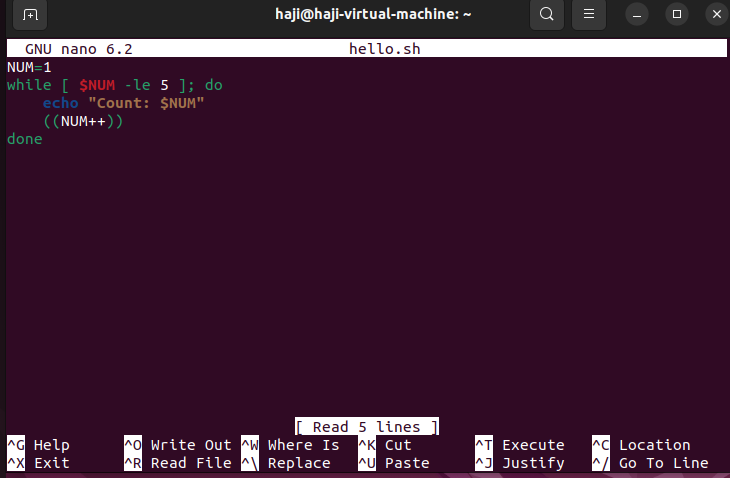 haji@haji-virtual-machine: ~
GNU nano 6.2 hello.sh
NUM=1
while [ $NUM -le 5 ]; do
    echo "Count: $NUM"
    ((NUM++))
done
[ Read 5 lines ]
^G Help ^O Write Out ^W Where Is ^K Cut ^T Execute ^C Location
^X Exit ^R Read File ^\ Replace ^U Paste ^J Justify ^/ Go To Line